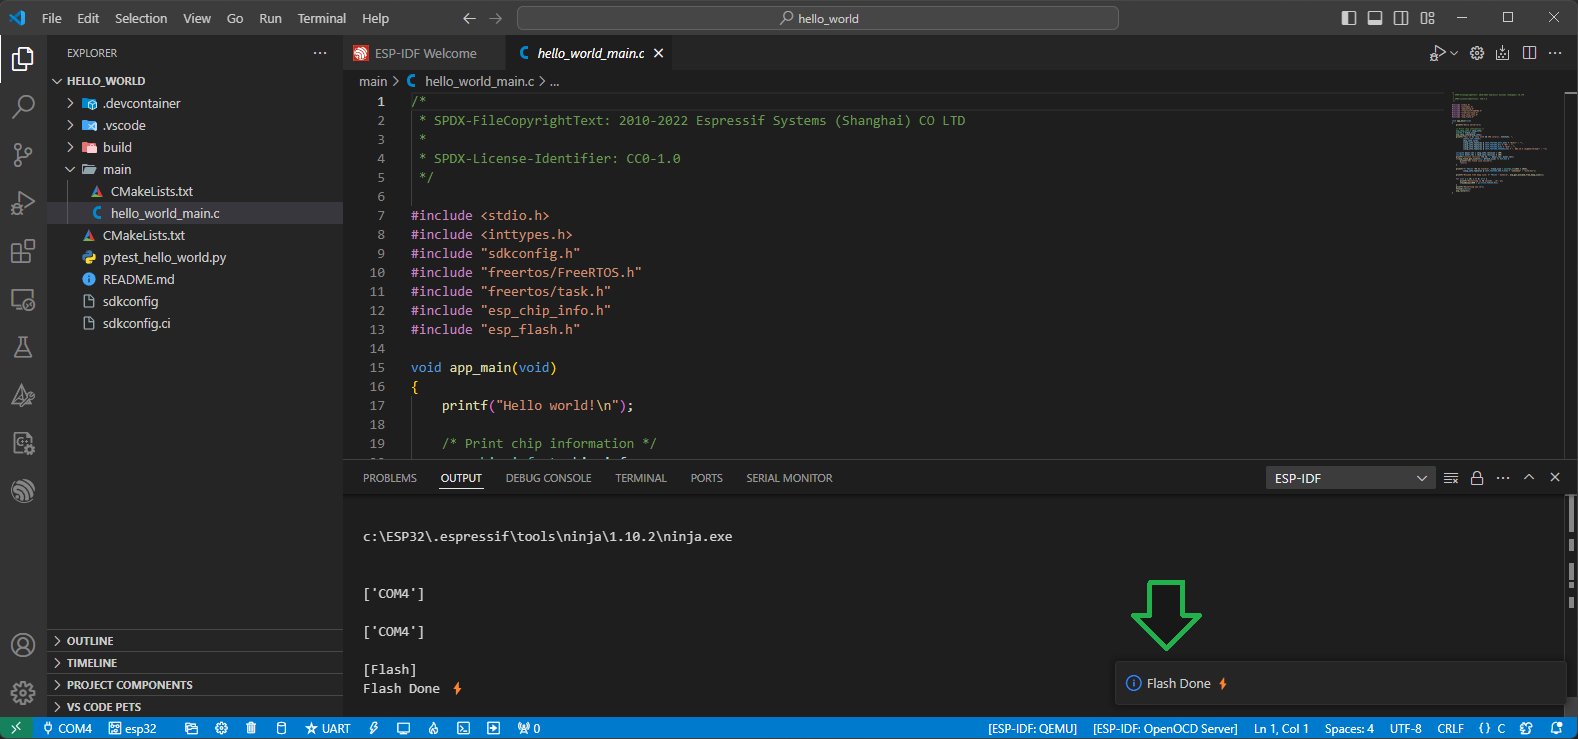 File Edit Selection View Go Run Terminal Help
hello_world
EXPLORER
HELLO_WORLD
.devcontainer
.vscode
build
main
CMakeLists.txt
hello_world_main.c
CMakeLists.txt
pytest_hello_world.py
README.md
sdkconfig
sdkconfig.ci
OUTLINE
TIMELINE
PROJECT COMPONENTS
VS CODE PETS
ESP-IDF Welcome
hello_world_main.c
main > hello_world_main.c > ...
1 /*
2 * SPDX-FileCopyrightText: 2010-2022 Espressif Systems (Shanghai) CO LTD
3 *
4 * SPDX-License-Identifier: CC0-1.0
5 */
6
7 #include <stdio.h>
8 #include <inttypes.h>
9 #include "sdkconfig.h"
10 #include "freertos/FreeRTOS.h"
11 #include "freertos/task.h"
12 #include "esp_chip_info.h"
13 #include "esp_flash.h"
14
15 void app_main(void)
16 {
17 printf("Hello world!\n");
18
19 /* Print chip information */
PROBLEMS OUTPUT DEBUG CONSOLE TERMINAL PORTS SERIAL MONITOR
ESP-IDF
c:\ESP32\.espressif\tools\ninja\1.10.2\ninja.exe
['COM4']
['COM4']
[Flash]
Flash Done
Flash Done
COM4 esp32 UART 0 [ESP-IDF: QEMU] [ESP-IDF: OpenOCD Server] Ln 1, Col 1 Spaces: 4 UTF-8 CRLF {} C